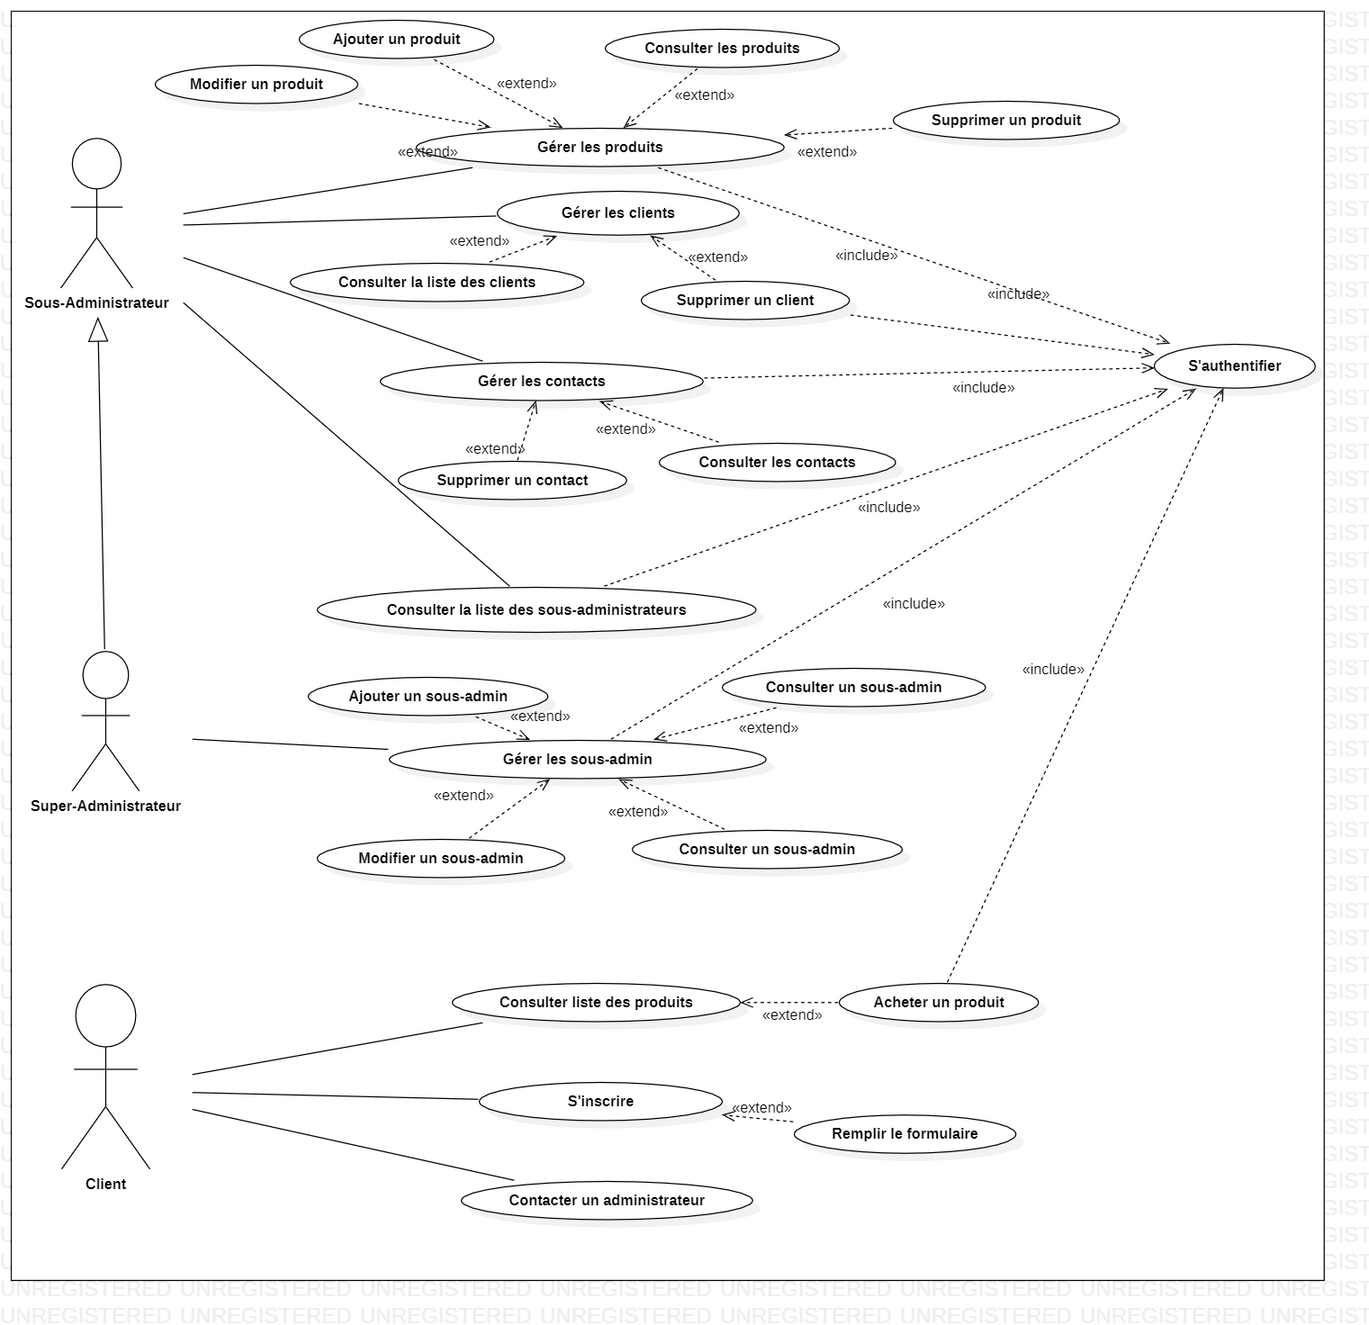 Ajouter un produit
Consulter les produits
Modifier un produit
«extend»
«extend»
Supprimer un produit
«extend»
Gérer les produits
«extend»
Gérer les clients
«extend»
«extend»
«include»
Consulter la liste des clients
Supprimer un client
«include»
Sous-Administrateur
S'authentifier
Gérer les contacts
«include»
«extend»
«extend»
Consulter les contacts
Supprimer un contact
«include»
Consulter la liste des sous-administrateurs
«include»
«include»
Consulter un sous-admin
Ajouter un sous-admin
«extend»
«extend»
Gérer les sous-admin
«extend»
Super-Administrateur
«extend»
Consulter un sous-admin
Modifier un sous-admin
Consulter liste des produits
Acheter un produit
«extend»
S'inscrire
«extend»
Remplir le formulaire
Client
Contacter un administrateur
UNREGISTERED UNREGISTERED UNREGISTERED UNREGISTERED UNREGISTERED UNREGISTERED UNREGISTERED UNREGIST
UNREGISTERED UNREGISTERED UNREGISTERED UNREGISTERED UNREGISTERED UNREGISTERED UNREGISTERED UNREGIST